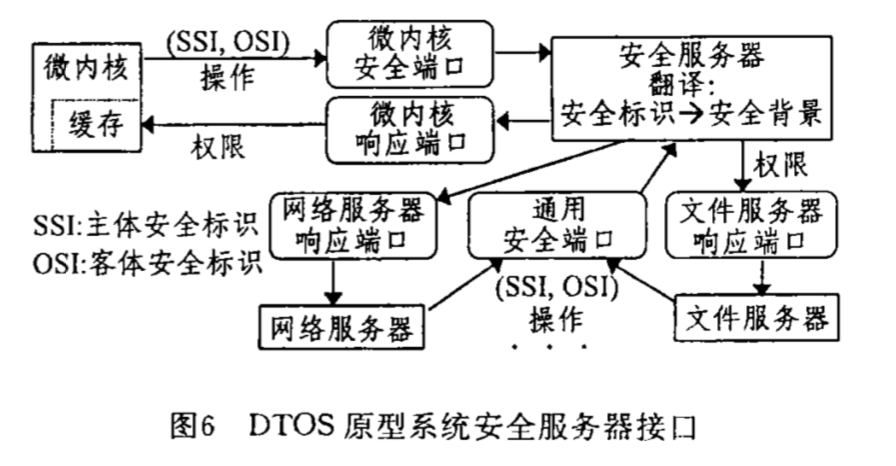 (SSI, OSI)
操作
微内核
缓存
微内核
安全端口
微内核
响应端口
权限
安全服务器
翻译:
安全标识→安全背景
权限
SSI:主体安全标识
OSI:客体安全标识
网络服务器
响应端口
通用
安全端口
文件服务器
响应端口
(SSI, OSI)
操作
网络服务器
文件服务器
. . .
图6 DTOS 原型系统安全服务器接口